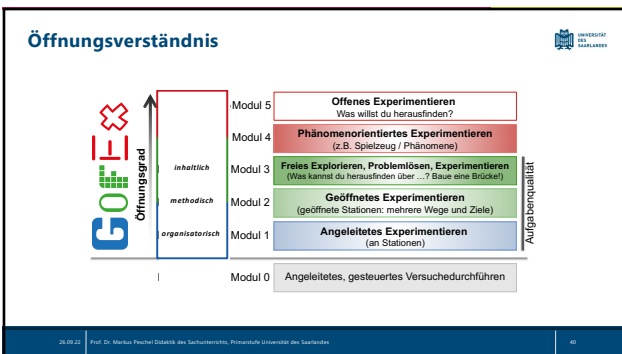 Öffnungsverständnis
UNIVERSITÄT
DES
SAARLANDES
GOFEX
Öffnungsgrad
inhaltlich
methodisch
organisatorisch
Modul 5
Offenes Experimentieren
Was willst du herausfinden?
Modul 4
Phänomenorientiertes Experimentieren
(z.B. Spielzeug / Phänomene)
Modul 3
Freies Explorieren, Problemlösen, Experimentieren
(Was kannst du herausfinden über ...? Baue eine Brücke!)
Modul 2
Geöffnetes Experimentieren
(geöffnete Stationen: mehrere Wege und Ziele)
Modul 1
Angeleitetes Experimentieren
(an Stationen)
Modul 0
Angeleitetes, gesteuertes Versuchedurchführen
Aufgabenqualität
26.09.22 Prof. Dr. Markus Peschel Didaktik des Sachunterrichts, Primarstufe Universität des Saarlandes 40